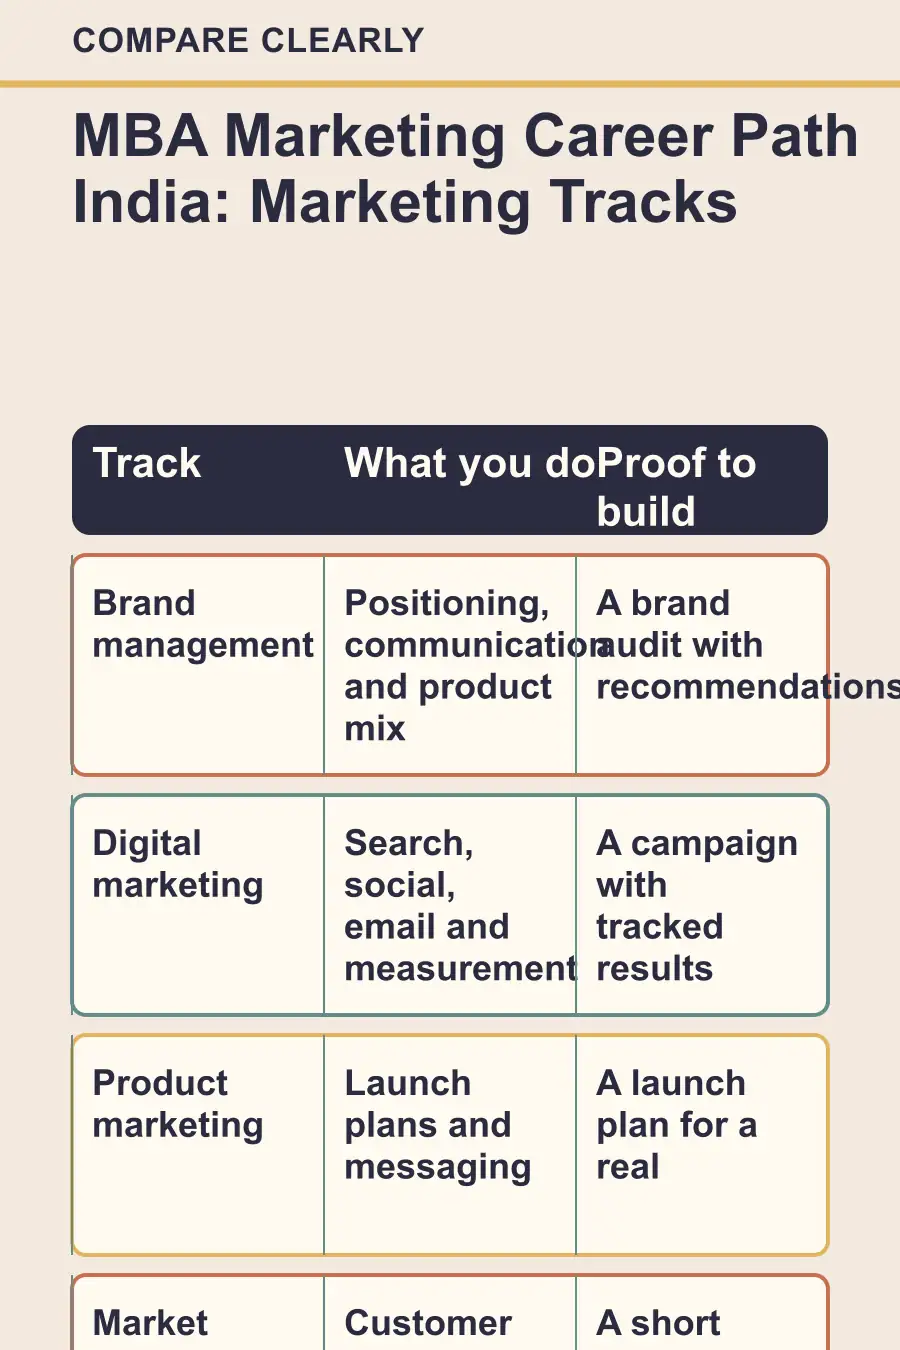 COMPARE CLEARLY
MBA Marketing Career Path
India: Marketing Tracks
Track
What you do
Proof to
build
Brand
management
Positioning,
communication
and product
mix
A brand
audit with
recommendations
Digital
marketing
Search,
social,
email and
measurement
A campaign
with
tracked
results
Product
marketing
Launch
plans and
messaging
A launch
plan for a
real
Market
Customer
A short